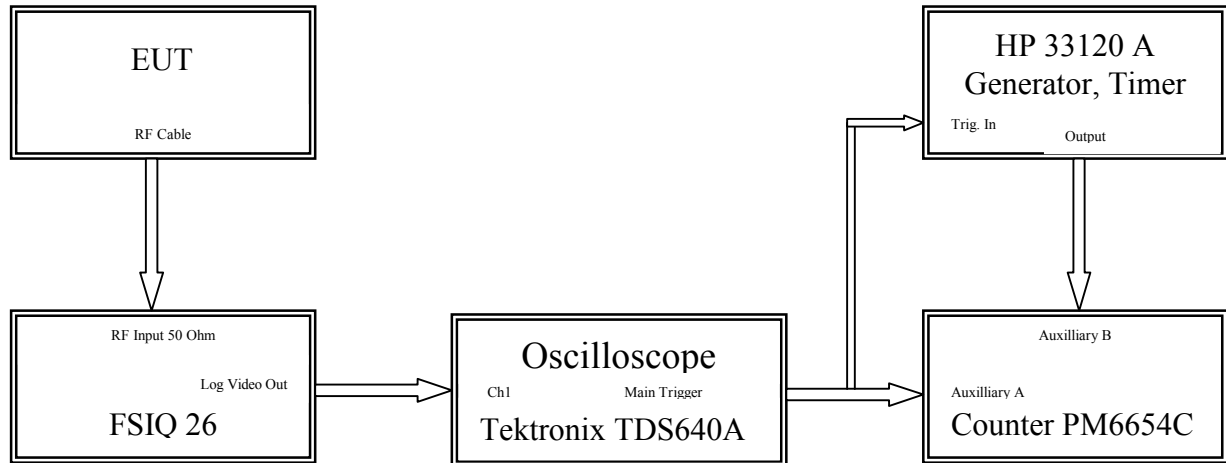 EUT
RF Cable
HP 33120 A
Generator, Timer
Trig. In
Output
RF Input 50 Ohm
Log Video Out
FSIQ 26
Oscilloscope
Ch1 Main Trigger
Tektronix TDS640A
Auxilliary B
Auxilliary A
Counter PM6654C